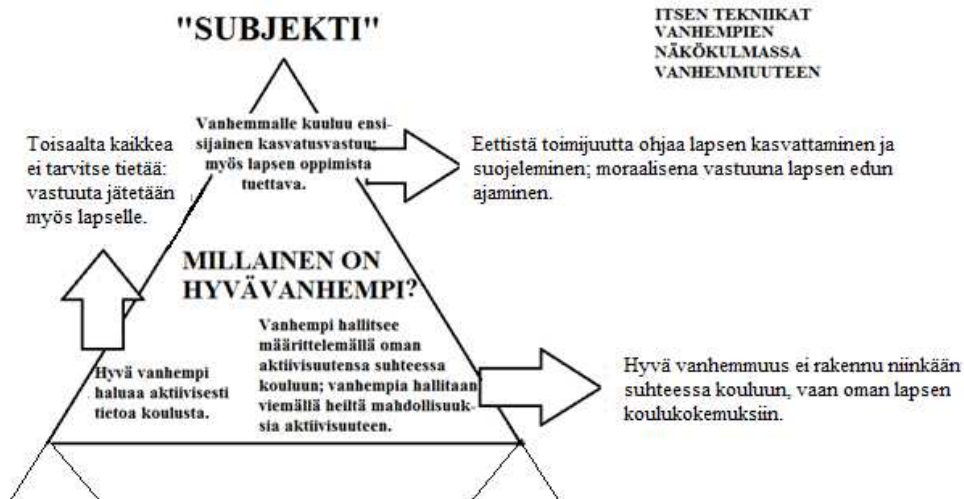 "SUBJEKTI"
ITSEN TEKNIIKAT
VANHEMPIEN
NÄKÖKULMASSA
VANHEMMUUTEEN
Vanhemmalle kuuluu ensi-
sijainen kasvatusvastuu;
myös lapsen oppimista
tuettava.
Toisaalta kaikkea
ei tarvitse tietää:
vastuuta jätetään
myös lapselle.
Eettistä toimijuutta ohjaa lapsen kasvattaminen ja
suojeleminen; moraalisena vastuuna lapsen edun
ajaminen.
MILLAINEN ON
HYVÄVANHEMPI?
Vanhempi hallitsee
määrittelemällä oman
aktiivisuutensa suhteessa
kouluun; vanhempia hallitaan
viemällä heiltä mahdollisuuk-
sia aktiivisuuteen.
Hyvä vanhempi
haluaa aktiivisesti
tietoa koulusta.
Hyvä vanhemmuus ei rakennu niinkään
suhteessa kouluun, vaan oman lapsen
koulukokemuksiin.